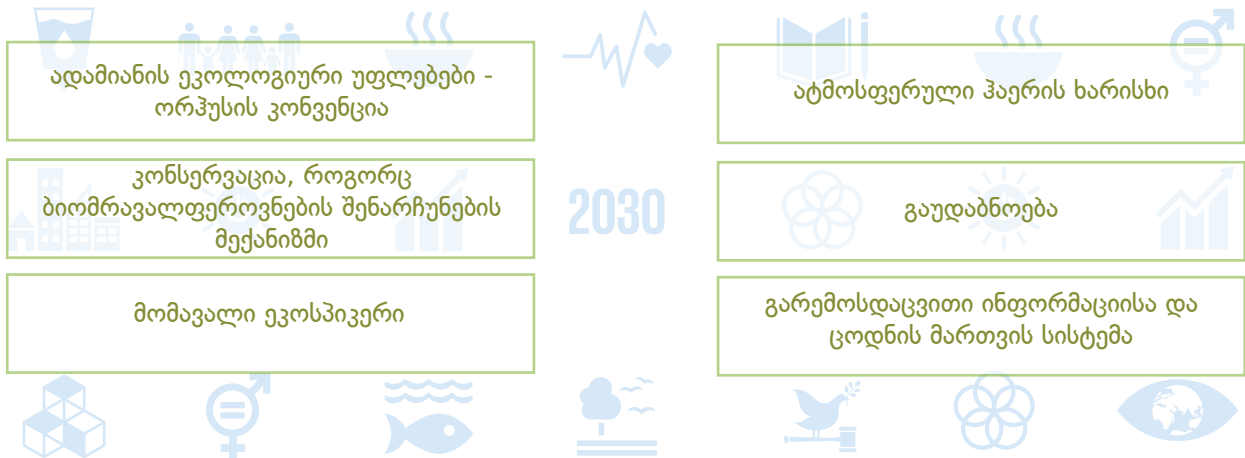 ადამიანის ეკოლოგიური უფლებები -
ორჰუსის კონვენცია
კონსერვაცია, როგორც
ბიომრავალფეროვნების შენარჩუნების
მექანიზმი
მომავალი ეკოსპიკერი
2030
ატმოსფერული ჰაერის ხარისხი
გაუდაბნოება
გარემოსდაცვითი ინფორმაციისა და
ცოდნის მართვის სისტემა